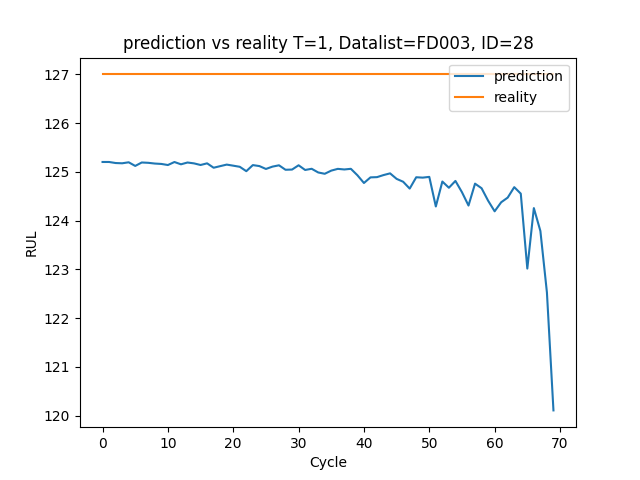 prediction vs reality T=1, Datalist=FD003, ID=28
prediction
reality
127
126
125
124
123
122
121
120
RUL
0 10 20 30 40 50 60 70
Cycle